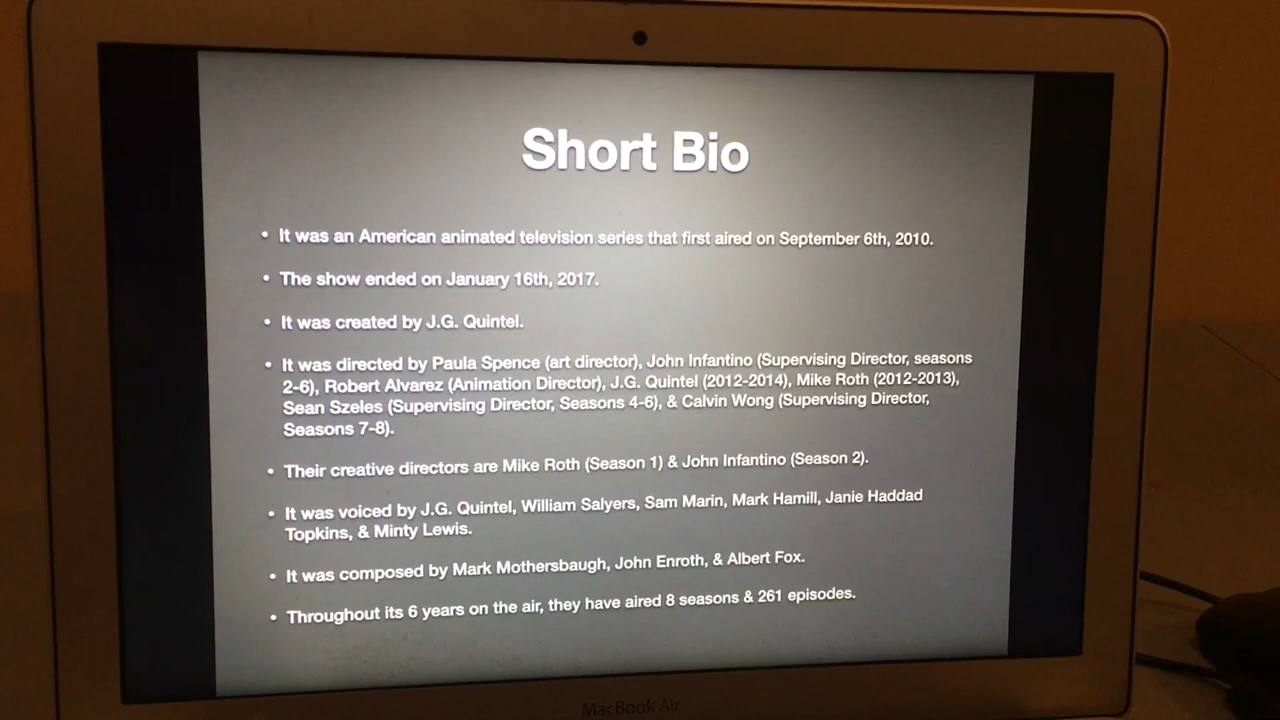 Short Bio
• It was an American animated television series that first aired on September 6th, 2010.
• The show ended on January 16th, 2017.
• It was created by J.G. Quintel.
• It was directed by Paula Spence (art director), John Infantino (Supervising Director, seasons
2-6), Robert Alvarez (Animation Director), J.G. Quintel (2012-2014), Mike Roth (2012-2013),
Sean Szeles (Supervising Director, Seasons 4-6), & Calvin Wong (Supervising Director,
Seasons 7-8).
• Their creative directors are Mike Roth (Season 1) & John Infantino (Season 2).
• It was voiced by J.G. Quintel, William Salyers, Sam Marin, Mark Hamill, Janie Haddad
Topkins, & Minty Lewis.
• It was composed by Mark Mothersbaugh, John Enroth, & Albert Fox.
• Throughout its 6 years on the air, they have aired 8 seasons & 261 episodes.
MacBook Air